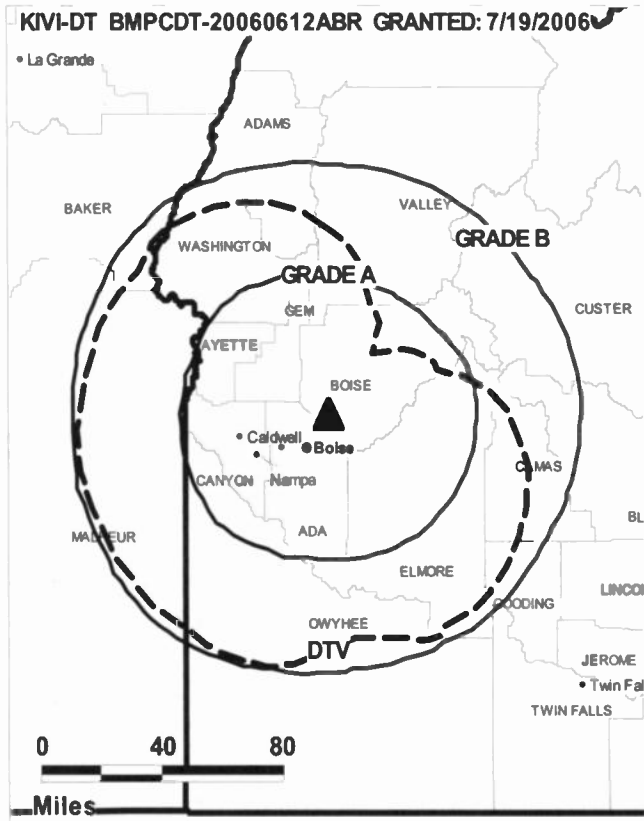 KIVI-DT BMPCDT-20060612ABR GRANTED: 7/19/2006
La Grande
ADAMS
BAKER
VALLEY
WASHINGTON
GRADE B
GRADE A
GEM
CUSTER
AYETTE
BOISE
Caldwell
Boise
CANYON
Nampa
CAMAS
BL
ADA
MALHEUR
ELMORE
LINCOL
GOODING
OWYHEE
DTV
JEROME
Twin Fal
TWIN FALLS
0 40 80
Miles